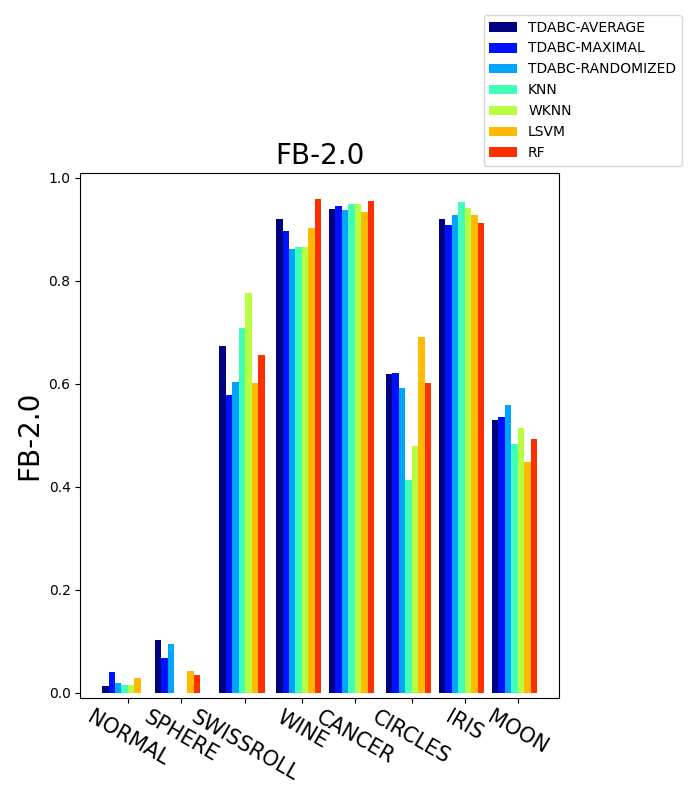 TDABC-AVERAGE
TDABC-MAXIMAL
TDABC-RANDOMIZED
KNN
WKNN
LSVM
RF
FB-2.0
1.0
0.8
0.6
0.4
0.2
0.0
FB-2.0
NORMAL
SPHERE
SWISSROLL
WINE
CANCER
CIRCLES
IRIS
MOON